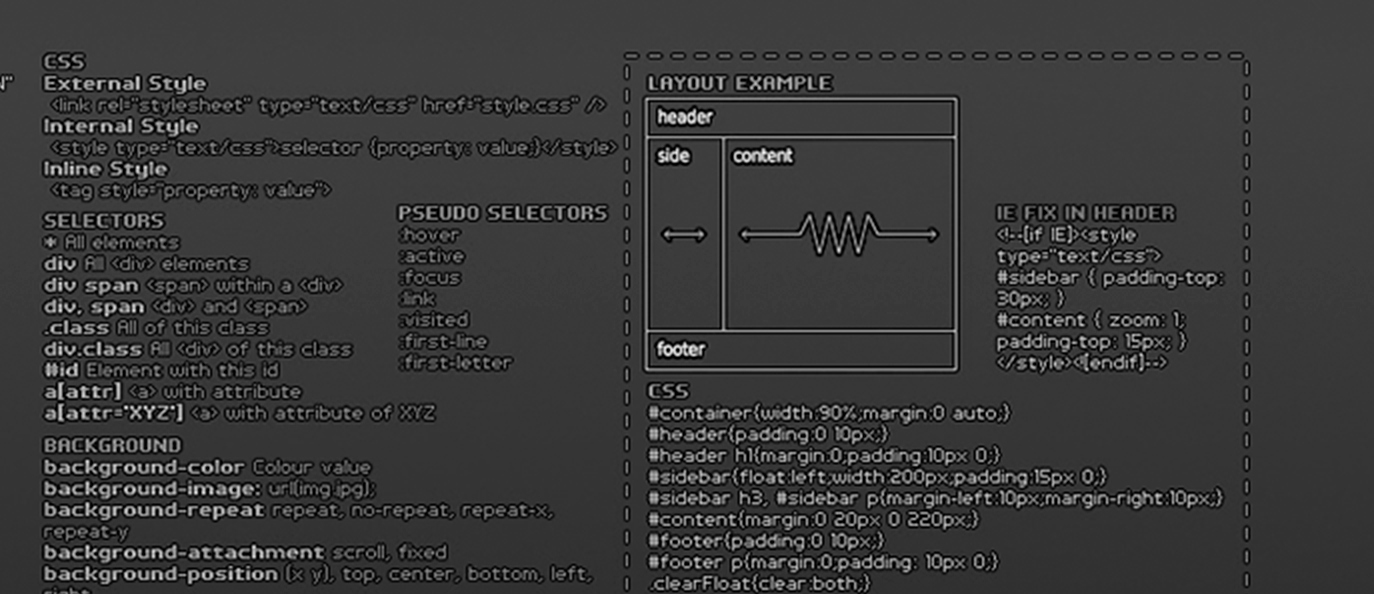 N"
CSS
External Style
<link rel="stylesheet" type="text/css" href="style.css" />
Internal Style
<style type="text/css">selector {property: value;}</style>
Inline Style
<tag style="property: value">
SELECTORS
* All elements
div All <div> elements
div span <span> within a <div>
div, span <div> and <span>
.class All of this class
div.class All <div> of this class
#id Element with this id
a[attr] <a> with attribute
a[attr='XYZ'] <a> with attribute of XYZ
PSEUDO SELECTORS
:hover
:active
:focus
:link
:visited
:first-line
:first-letter
BACKGROUND
background-color Colour value
background-image: url(img.jpg);
background-repeat repeat, no-repeat, repeat-x,
repeat-y
background-attachment scroll, fixed
background-position (x y), top, center, bottom, left,
right
LAYOUT EXAMPLE
header
side
content
footer
IE FIX IN HEADER
<!--[if IE]><style
type="text/css">
#sidebar { padding-top:
30px; }
#content { zoom: 1;
padding-top: 15px; }
</style><![endif]-->
CSS
#container{width:90%;margin:0 auto;}
#header{padding:0 10px;}
#header h1{margin:0;padding:10px 0;}
#sidebar{float:left;width:200px;padding:15px 0;}
#sidebar h3, #sidebar p{margin-left:10px;margin-right:10px;}
#content{margin:0 20px 0 220px;}
#footer{padding:0 10px;}
#footer p{margin:0;padding: 10px 0;}
.clearFloat{clear:both;}